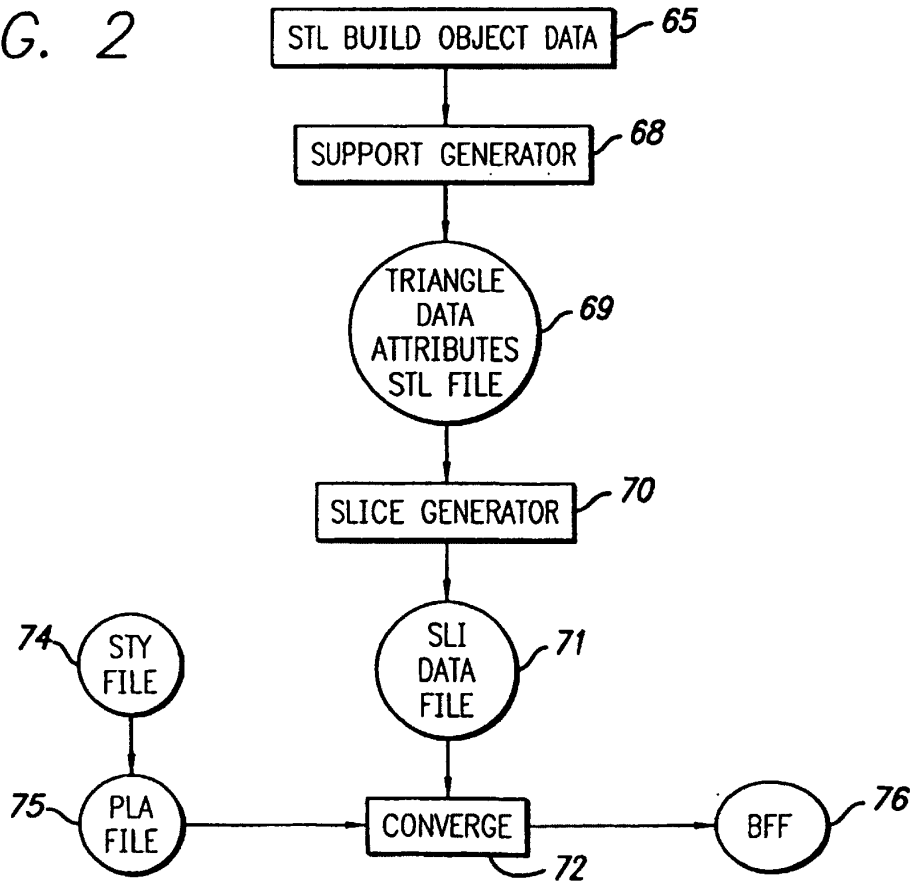 G. 2
STL BUILD OBJECT DATA
65
SUPPORT GENERATOR
68
TRIANGLE
DATA
ATTRIBUTES
STL FILE
69
SLICE GENERATOR
70
SLI
DATA
FILE
71
74
STY
FILE
75
PLA
FILE
CONVERGE
72
BFF
76